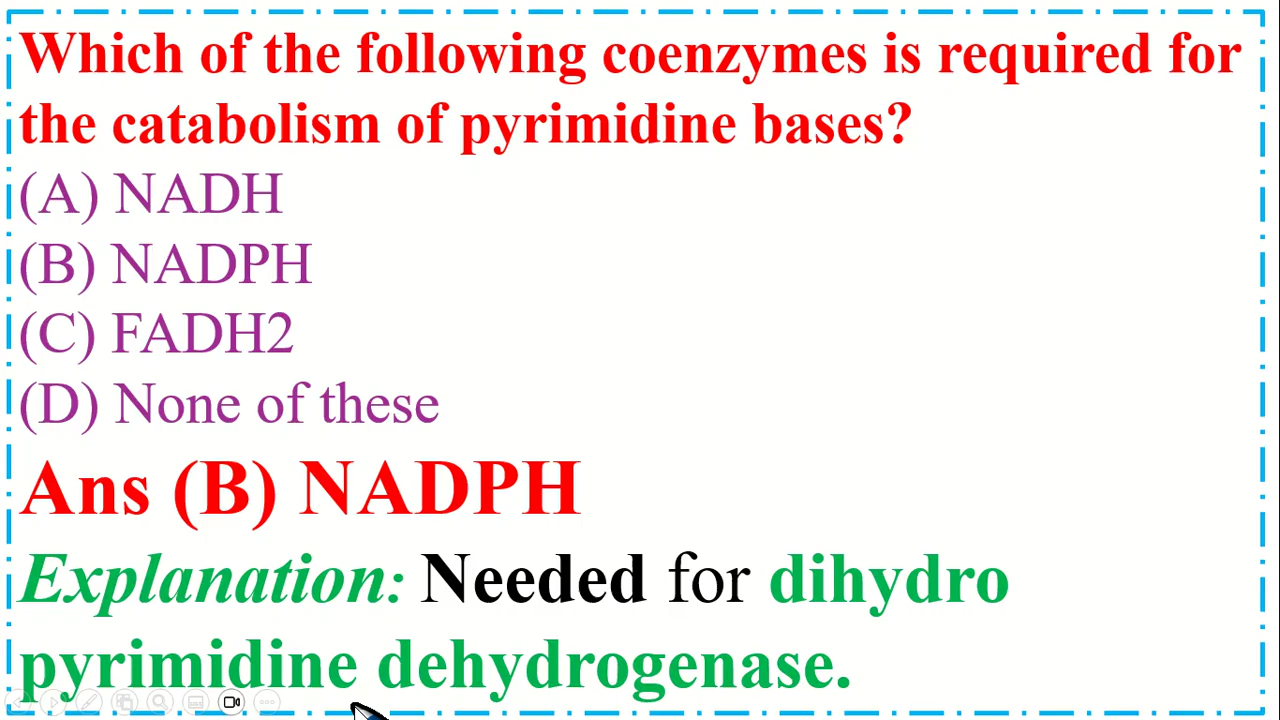 Which of the following coenzymes is required for
the catabolism of pyrimidine bases?
(A) NADH
(B) NADPH
(C) FADH2
(D) None of these
Ans (B) NADPH
Explanation: Needed for dihydro
pyrimidine dehydrogenase.